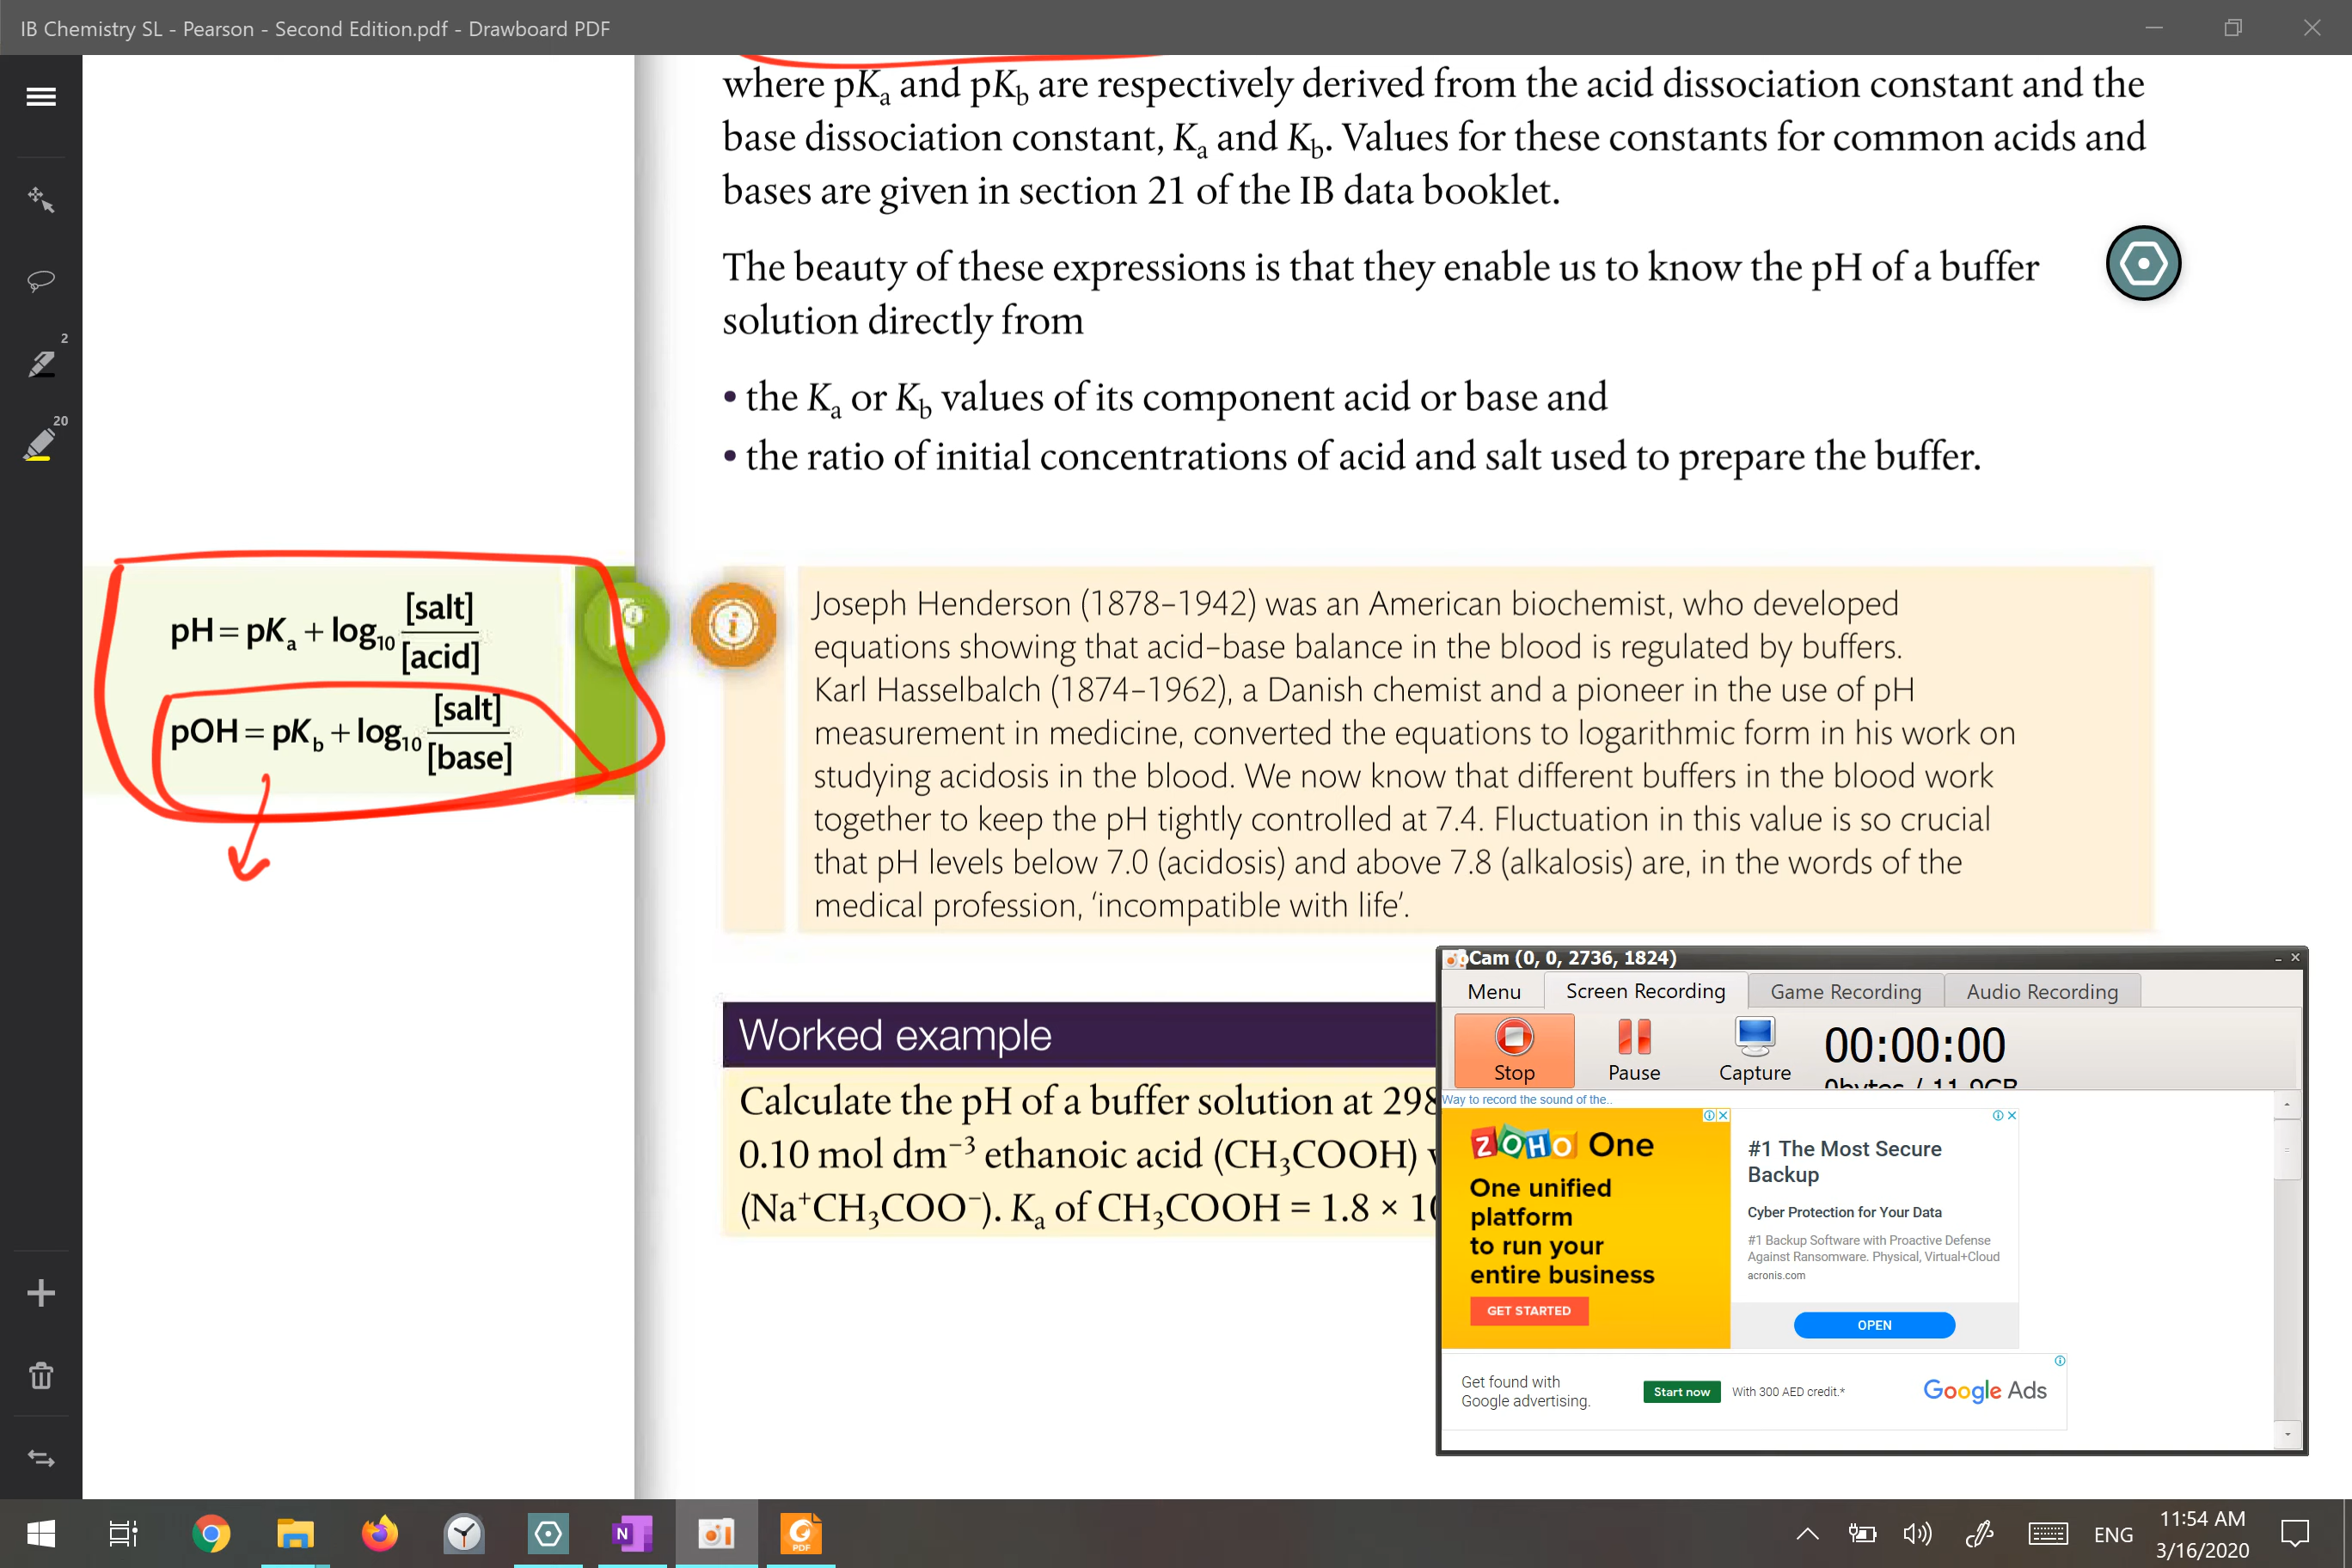 IB Chemistry SL - Pearson - Second Edition.pdf - Drawboard PDF
where pKa and pKb are respectively derived from the acid dissociation constant and the
base dissociation constant, Ka and Kb. Values for these constants for common acids and
bases are given in section 21 of the IB data booklet.
The beauty of these expressions is that they enable us to know the pH of a buffer
solution directly from
• the Ka or Kb values of its component acid or base and
• the ratio of initial concentrations of acid and salt used to prepare the buffer.
2
20
pH = pKa + log10 [salt]/[acid]
pOH = pKb + log10 [salt]/[base]
Joseph Henderson (1878–1942) was an American biochemist, who developed
equations showing that acid–base balance in the blood is regulated by buffers.
Karl Hasselbalch (1874–1962), a Danish chemist and a pioneer in the use of pH
measurement in medicine, converted the equations to logarithmic form in his work on
studying acidosis in the blood. We now know that different buffers in the blood work
together to keep the pH tightly controlled at 7.4. Fluctuation in this value is so crucial
that pH levels below 7.0 (acidosis) and above 7.8 (alkalosis) are, in the words of the
medical profession, ‘incompatible with life’.
Worked example
Calculate the pH of a buffer solution at 298
0.10 mol dm⁻³ ethanoic acid (CH₃COOH)
(Na⁺CH₃COO⁻). Ka of CH₃COOH = 1.8 × 10
oCam (0, 0, 2736, 1824)
Menu Screen Recording Game Recording Audio Recording
Stop Pause Capture 00:00:00
0bytes / 11.9GB
Way to record the sound of the..
ZOHO One
One unified
platform
to run your
entire business
GET STARTED
#1 The Most Secure
Backup
Cyber Protection for Your Data
#1 Backup Software with Proactive Defense
Against Ransomware. Physical, Virtual+Cloud
acronis.com
OPEN
Get found with
Google advertising.
Start now
With 300 AED credit.*
Google Ads
N
PDF
ENG
11:54 AM
3/16/2020